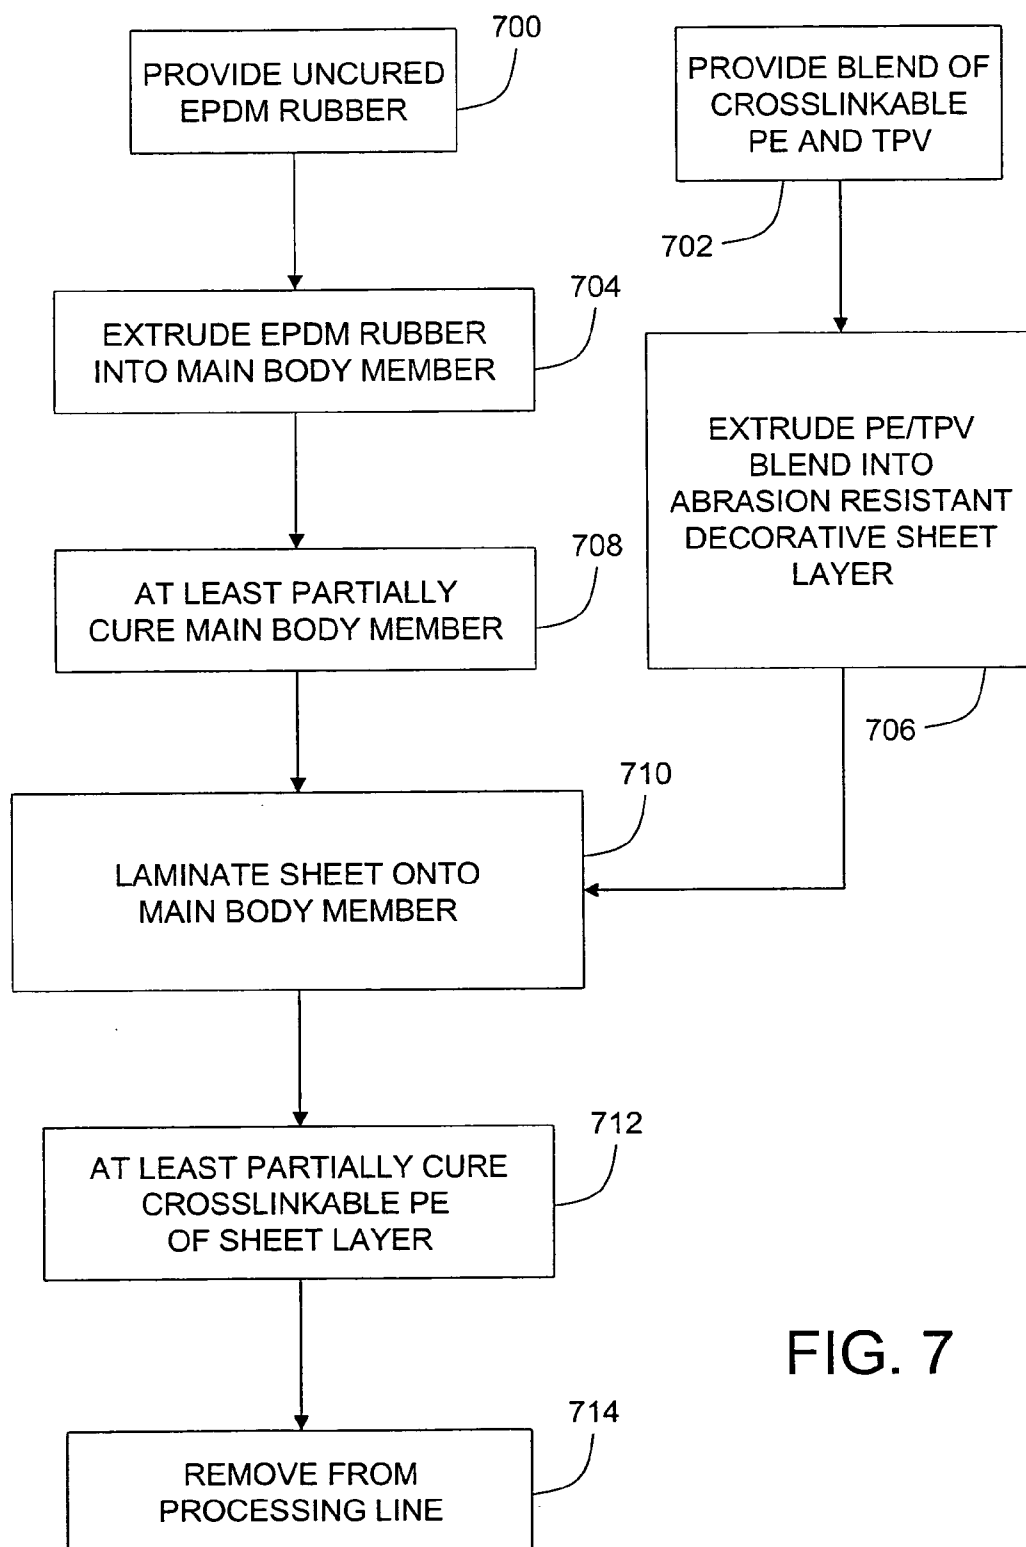 700
PROVIDE UNCURED
EPDM RUBBER
PROVIDE BLEND OF
CROSSLINKABLE
PE AND TPV
702
704
EXTRUDE EPDM RUBBER
INTO MAIN BODY MEMBER
EXTRUDE PE/TPV
BLEND INTO
ABRASION RESISTANT
DECORATIVE SHEET
LAYER
706
708
AT LEAST PARTIALLY
CURE MAIN BODY MEMBER
710
LAMINATE SHEET ONTO
MAIN BODY MEMBER
712
AT LEAST PARTIALLY CURE
CROSSLINKABLE PE
OF SHEET LAYER
FIG. 7
714
REMOVE FROM
PROCESSING LINE